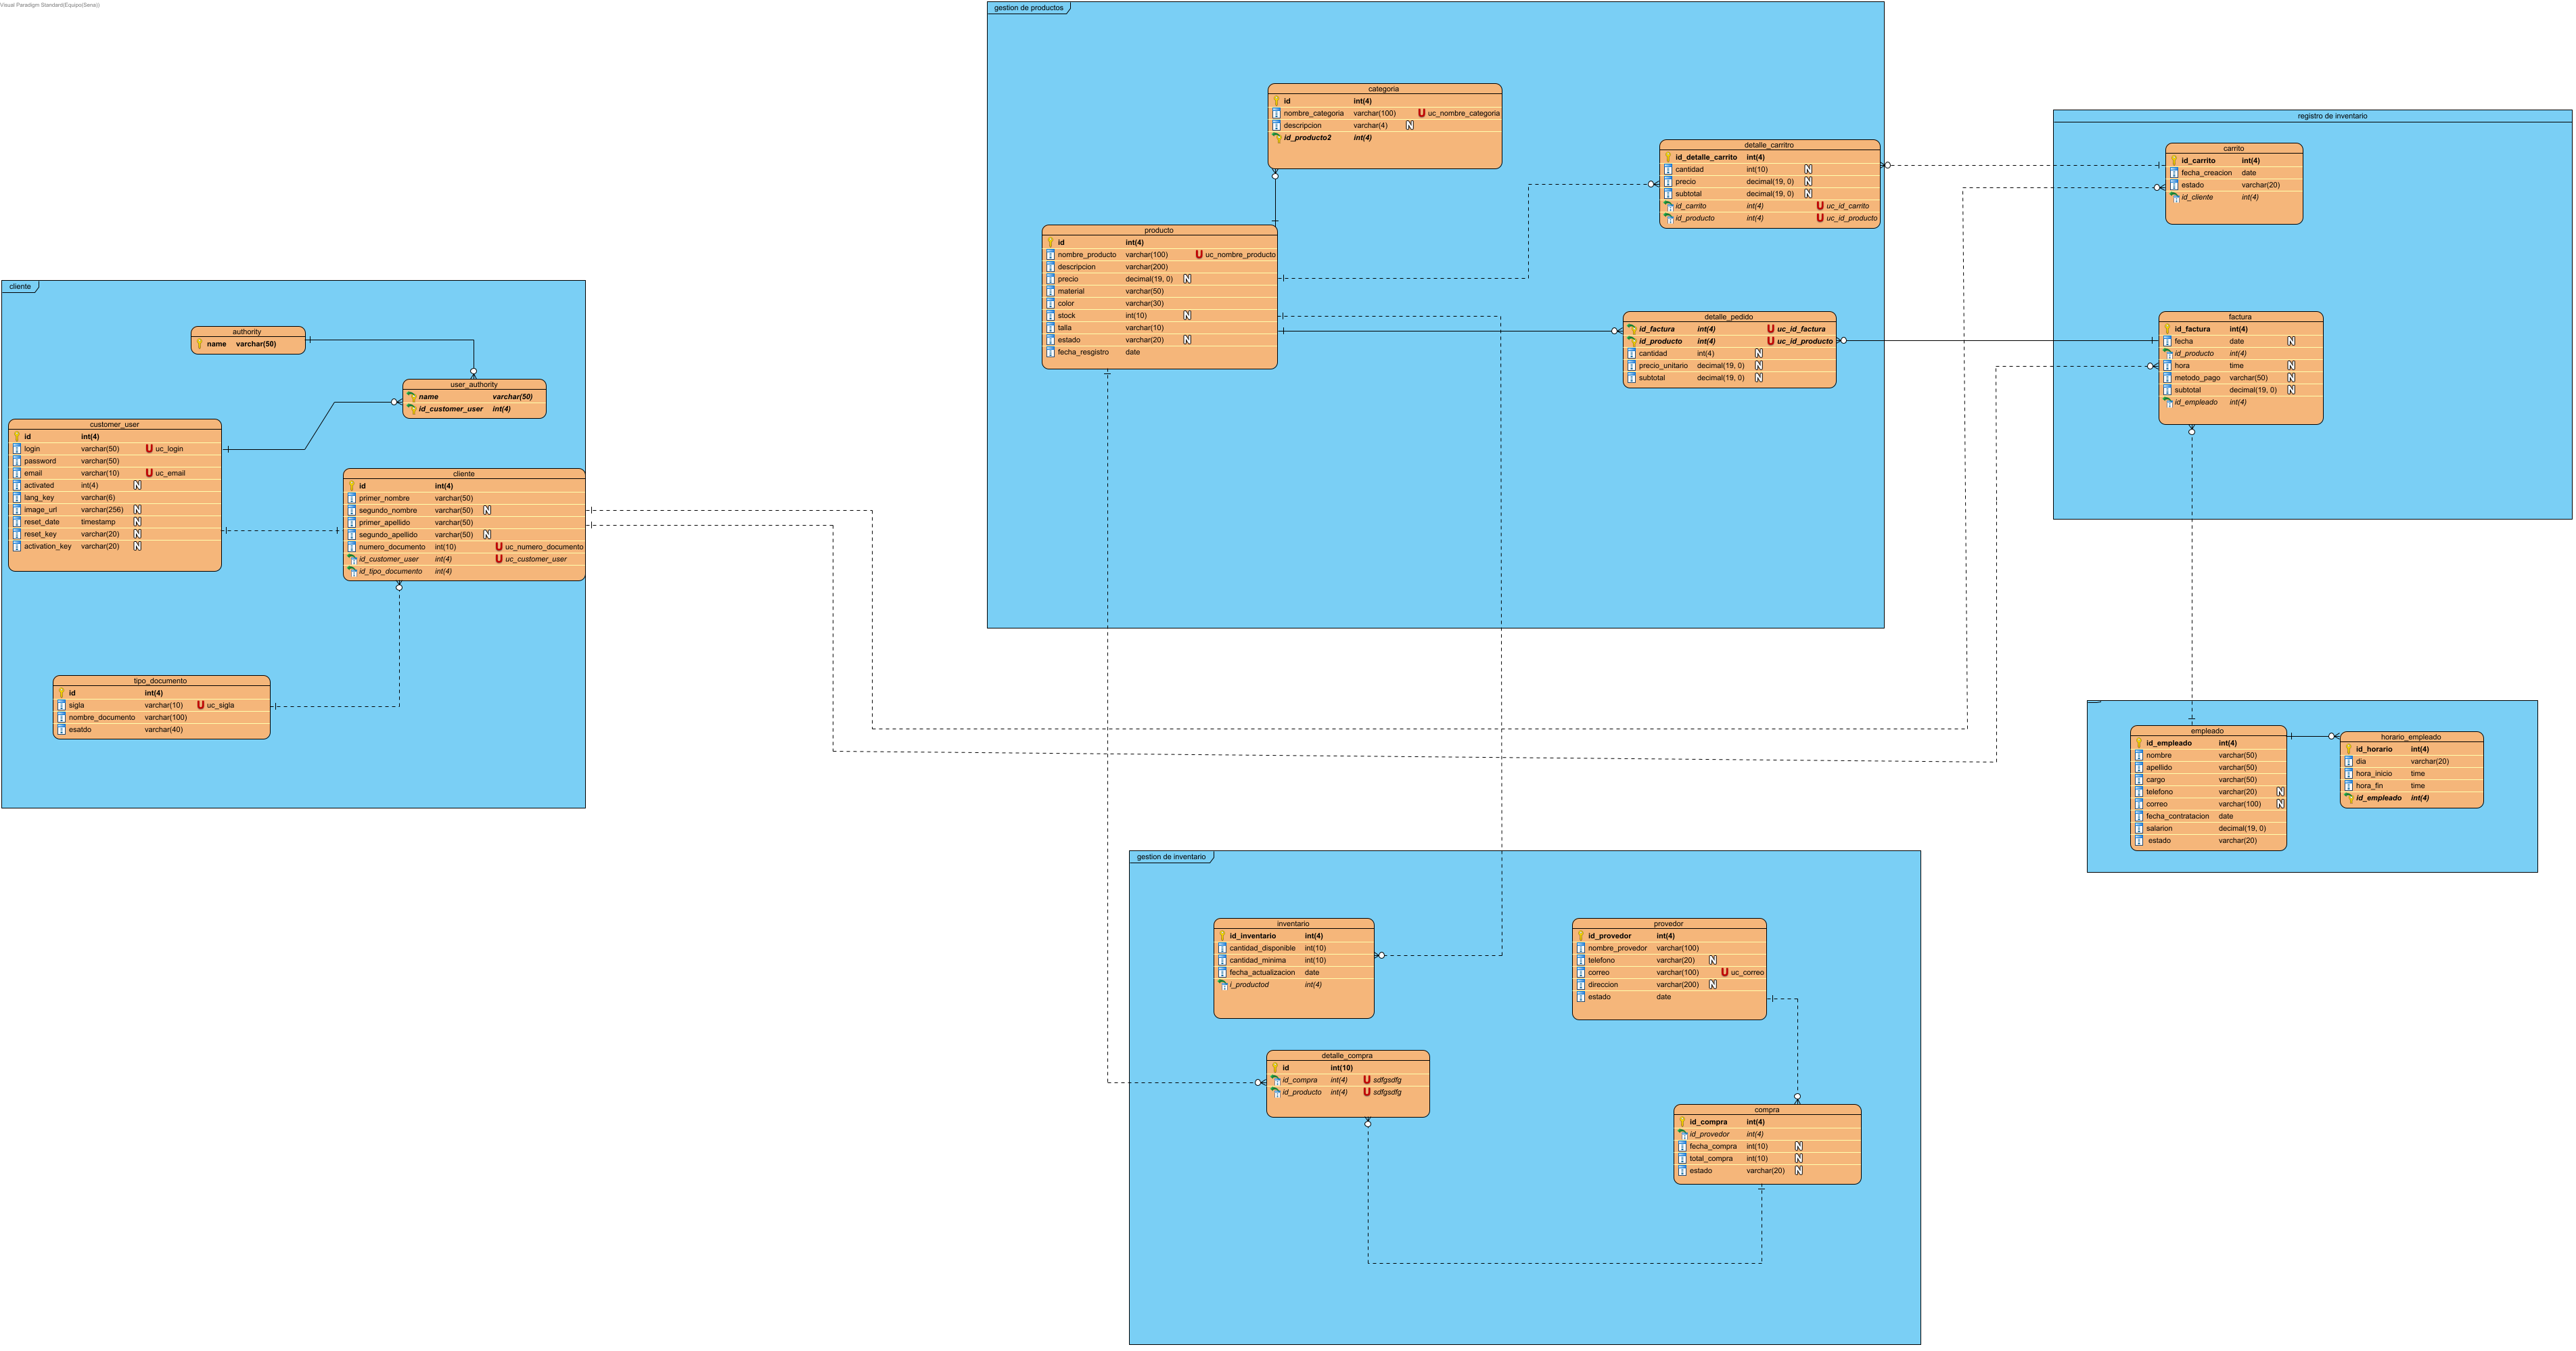 Visual Paradigm Standard(Equipo(Sena))
gestion de productos
categoria
id int(4)
nombre_categoria varchar(100) U uc_nombre_categoria
descripcion varchar(4) N
id_producto2 int(4)
detalle_carritro
id_detalle_carrito int(4)
cantidad int(10) N
precio decimal(19, 0) N
subtotal decimal(19, 0) N
id_carrito int(4) U uc_id_carrito
id_producto int(4) U uc_id_producto
producto
id int(4)
nombre_producto varchar(100) U uc_nombre_producto
descripcion varchar(200)
precio decimal(19, 0) N
material varchar(50)
color varchar(30)
stock int(10) N
talla varchar(10)
estado varchar(20) N
fecha_resgistro date
detalle_pedido
id_factura int(4) U uc_id_factura
id_producto int(4) U uc_id_producto
cantidad int(4) N
precio_unitario decimal(19, 0) N
subtotal decimal(19, 0) N
registro de inventario
carrito
id_carrito int(4)
fecha_creacion date
estado varchar(20)
id_cliente int(4)
factura
id_factura int(4)
fecha date N
id_producto int(4)
hora time N
metodo_pago varchar(50) N
subtotal decimal(19, 0) N
id_empleado int(4)
cliente
authority
name varchar(50)
user_authority
name varchar(50)
id_customer_user int(4)
customer_user
id int(4)
login varchar(50) U uc_login
password varchar(50)
email varchar(10) U uc_email
activated int(4) N
lang_key varchar(6)
image_url varchar(256) N
reset_date timestamp N
reset_key varchar(20) N
activation_key varchar(20) N
cliente
id int(4)
primer_nombre varchar(50)
segundo_nombre varchar(50) N
primer_apellido varchar(50)
segundo_apellido varchar(50) N
numero_documento int(10) U uc_numero_documento
id_customer_user int(4) U uc_customer_user
id_tipo_documento int(4)
tipo_documento
id int(4)
sigla varchar(10) U uc_sigla
nombre_documento varchar(100)
esatdo varchar(40)
empleado
id_empleado int(4)
nombre varchar(50)
apellido varchar(50)
cargo varchar(50)
telefono varchar(20) N
correo varchar(100) N
fecha_contratacion date
salarion decimal(19, 0)
estado varchar(20)
horario_empleado
id_horario int(4)
dia varchar(20)
hora_inicio time
hora_fin time
id_empleado int(4)
gestion de inventario
inventario
id_inventario int(4)
cantidad_disponible int(10)
cantidad_minima int(10)
fecha_actualizacion date
i_productod int(4)
provedor
id_provedor int(4)
nombre_provedor varchar(100)
telefono varchar(20) N
correo varchar(100) U uc_correo
direccion varchar(200) N
estado date
detalle_compra
id int(10)
id_compra int(4) U sdfgsdfg
id_producto int(4) U sdfgsdfg
compra
id_compra int(4)
id_provedor int(4)
fecha_compra int(10) N
total_compra int(10) N
estado varchar(20) N